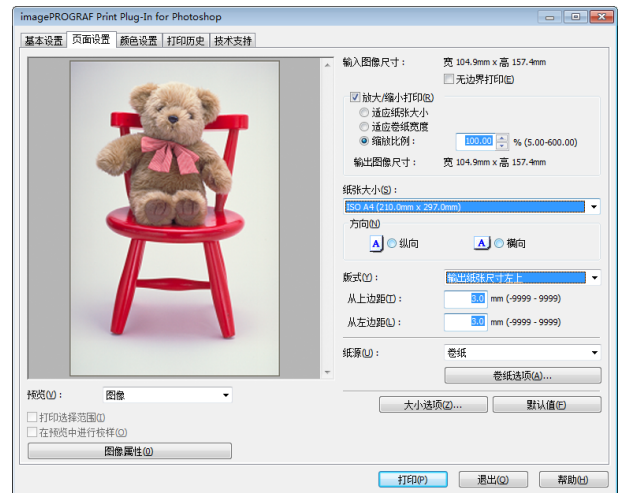 imagePROGRAF Print Plug-In for Photoshop
基本设置 页面设置 颜色设置 打印历史 技术支持
输入图像尺寸： 宽 104.9mm x 高 157.4mm
无边界打印(E)
放大/缩小打印(R)
适应纸张大小
适应卷纸宽度
缩放比例： 100.00 % (5.00-600.00)
输出图像尺寸： 宽 104.9mm x 高 157.4mm
纸张大小(S)：
ISO A4 (210.0mm x 297.0mm)
方向(N)
A 纵向 A 横向
版式(Y)： 输出纸张尺寸左上
从上边距(T)： 3.0 mm (-9999 - 9999)
从左边距(L)： 3.0 mm (-9999 - 9999)
纸源(U)： 卷纸
卷纸选项(A)...
大小选项(Z)... 默认值(F)
预览(V)： 图像
打印选择范围(I)
在预览中进行校样(O)
图像属性(O)
打印(P) 退出(Q) 帮助(H)